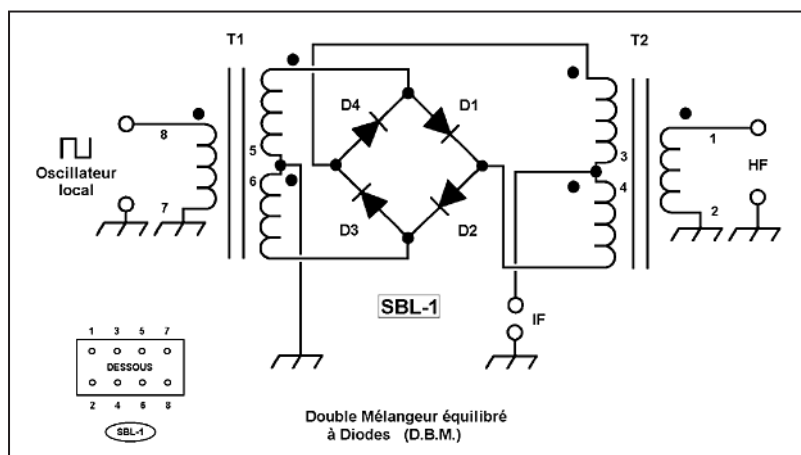 T1
T2
D4
D1
8
5
3
1
Oscillateur
local
6
4
HF
7
D3
D2
2
SBL-1
IF
1 3 5 7
DESSOUS
2 4 6 8
SBL-1
Double Mélangeur équilibré
à Diodes (D.B.M.)